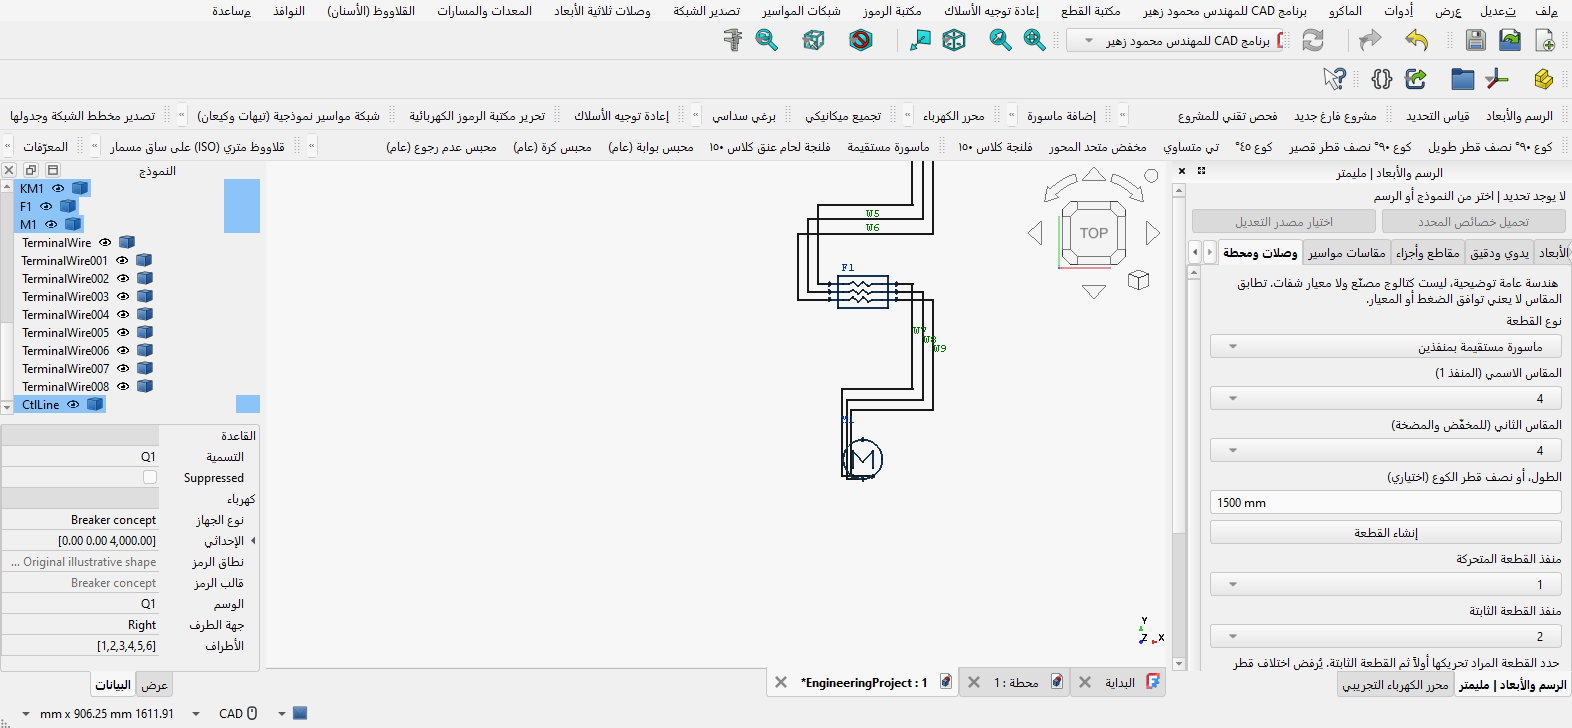 ملف تعديل عرض أدوات الماكرو برنامج CAD للمهندس محمود زهير مكتبة القطع إعادة توجيه الأسلاك مكتبة الرموز شبكات المواسير تصدير الشبكة وصلات ثلاثية الأبعاد المعدات والمسارات القلاووظ (الأسنان) النوافذ مساعدة
برنامج CAD للمهندس محمود زهير
الرسم والأبعاد قياس التحديد مشروع فارغ جديد فحص تقني للمشروع » إضافة ماسورة » محرر الكهرباء » تجميع ميكانيكي برغي سداسي » إعادة توجيه الأسلاك تحرير مكتبة الرموز الكهربائية شبكة مواسير نموذجية (تيهات وكيعان) » تصدير مخطط الشبكة وجدولها
كوع ٩٠° نصف قطر طويل كوع ٩٠° نصف قطر قصير كوع ٤٥° تي متساوي مخفض متحد المحور فلنجة كلاس ١٥٠ ماسورة مستقيمة فلنجة لحام عنق كلاس ١٥٠ محبس بوابة (عام) محبس كرة (عام) محبس عدم رجوع (عام) » قلاووظ متري (ISO) على ساق مسمار » المعرّفات »
الرسم والأبعاد | مليمتر
لا يوجد تحديد | اختر من النموذج أو الرسم
تحميل خصائص المحدد اختيار مصدر التعديل
الأبعاد يدوي ودقيق مقاطع وأجزاء مقاسات مواسير وصلات ومحطة
هندسة عامة توضيحية، ليست كتالوج مصنّع ولا معيار شفات. تطابق
المقاس لا يعني توافق الضغط أو المعيار.
نوع القطعة
ماسورة مستقيمة بمنفذين
المقاس الاسمي (المنفذ 1)
4
المقاس الثاني (للمخفّض والمضخة)
4
الطول، أو نصف قطر الكوع (اختياري)
1500 mm
إنشاء القطعة
منفذ القطعة المتحركة
1
منفذ القطعة الثابتة
2
حدد القطعة المراد تحريكها أولاً ثم القطعة الثابتة. يُرفض اختلاف قطر
الرسم والأبعاد | مليمتر محرر الكهرباء التجريبي
TOP
W5
W6
F1
W7
W8
W9
M
Y
Z X
البداية محطة : 1 EngineeringProject : 1*
النموذج
KM1
F1
M1
TerminalWire
TerminalWire001
TerminalWire002
TerminalWire003
TerminalWire004
TerminalWire005
TerminalWire006
TerminalWire007
TerminalWire008
CtlLine
القاعدة
التسمية Q1
Suppressed
كهرباء
نوع الجهاز Breaker concept
الإحداثي [0.00 0.00 4,000.00]
نطاق الرمز Original illustrative shape ...
قالب الرمز Breaker concept
الوسم Q1
جهة الطرف Right
الأطراف [1,2,3,4,5,6]
عرض البيانات
CAD
1611.91 mm x 906.25 mm